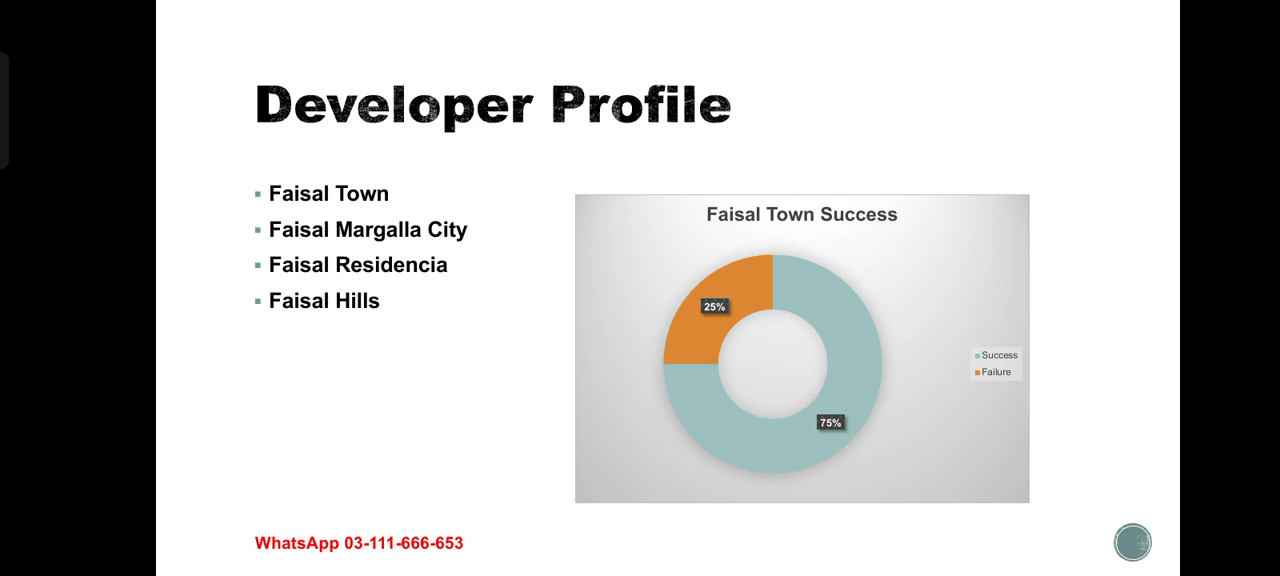 Developer Profile
Faisal Town
Faisal Margalla City
Faisal Residencia
Faisal Hills
Faisal Town Success
25%
75%
Success
Failure
WhatsApp 03-111-666-653